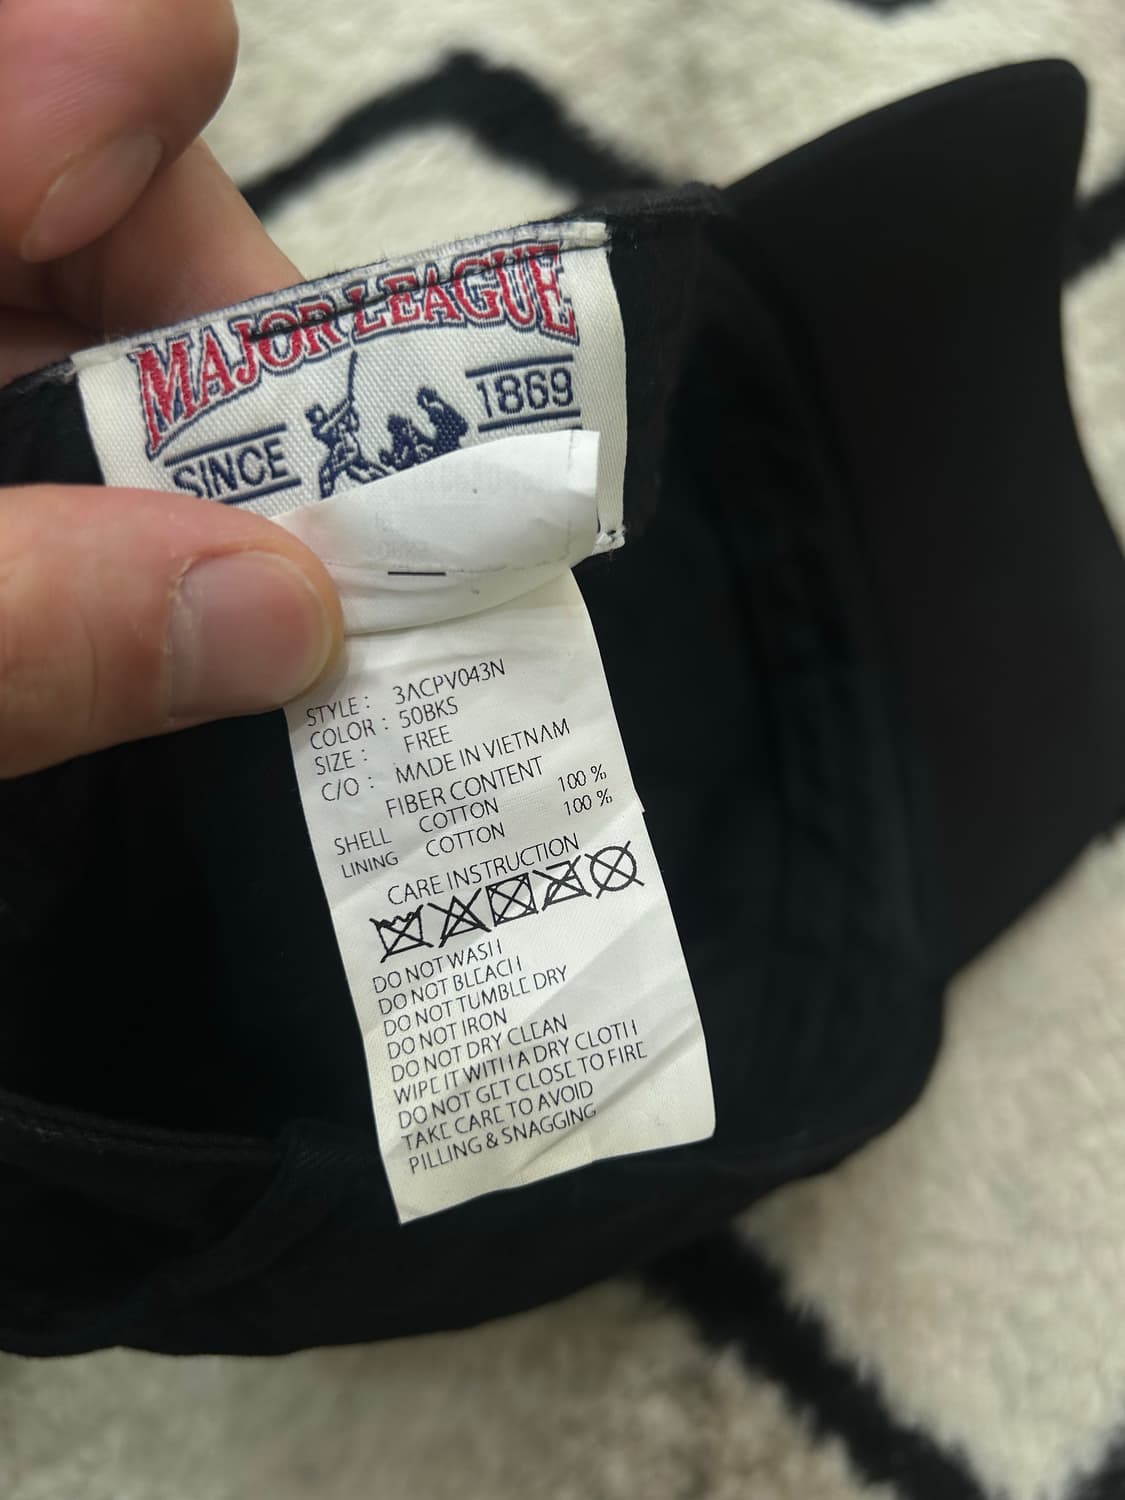 MAJOR LEAGUE
SINCE 1869
STYLE : 3ACPV043N
COLOR : 50BKS
SIZE : FREE
C/O : MADE IN VIETNAM
FIBER CONTENT
SHELL COTTON 100 %
LINING COTTON 100 %
CARE INSTRUCTION
DO NOT WASH
DO NOT BLEACH
DO NOT TUMBLE DRY
DO NOT IRON
DO NOT DRY CLEAN
WIPE IT WITH A DRY CLOTH
DO NOT GET CLOSE TO FIRE
TAKE CARE TO AVOID
PILLING & SNAGGING